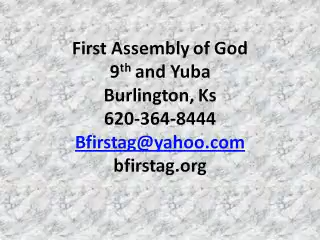 First Assembly of God
9th and Yuba
Burlington, Ks
620-364-8444
Bfirstag@yahoo.com
bfirstag.org